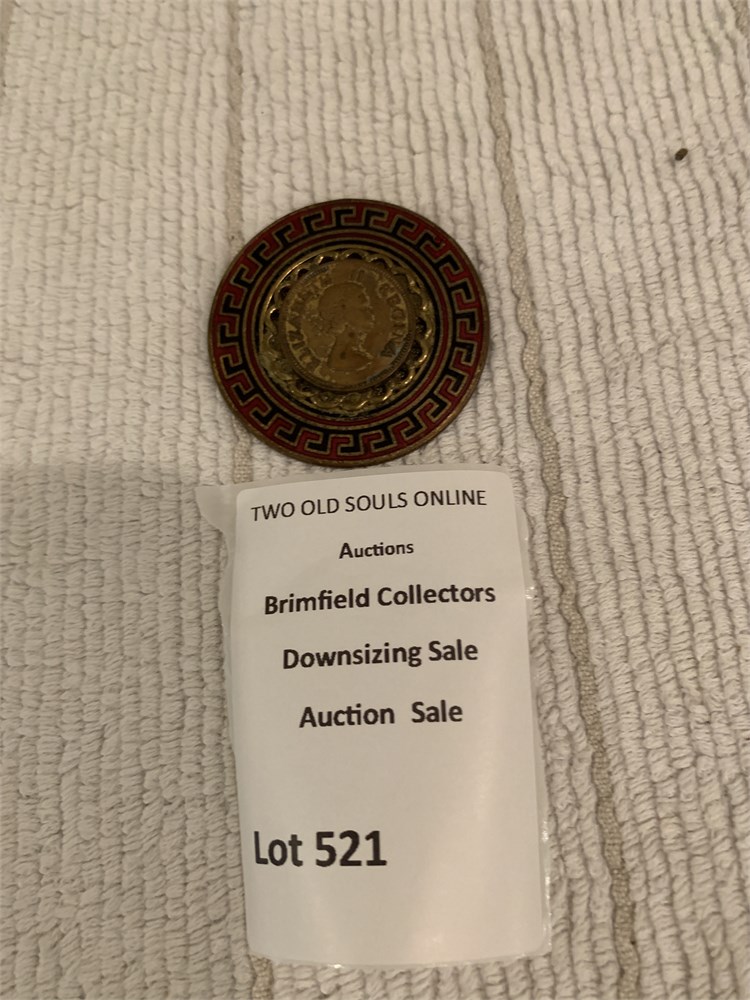 TWO OLD SOULS ONLINE
Auctions
Brimfield Collectors
Downsizing Sale
Auction Sale
Lot 521